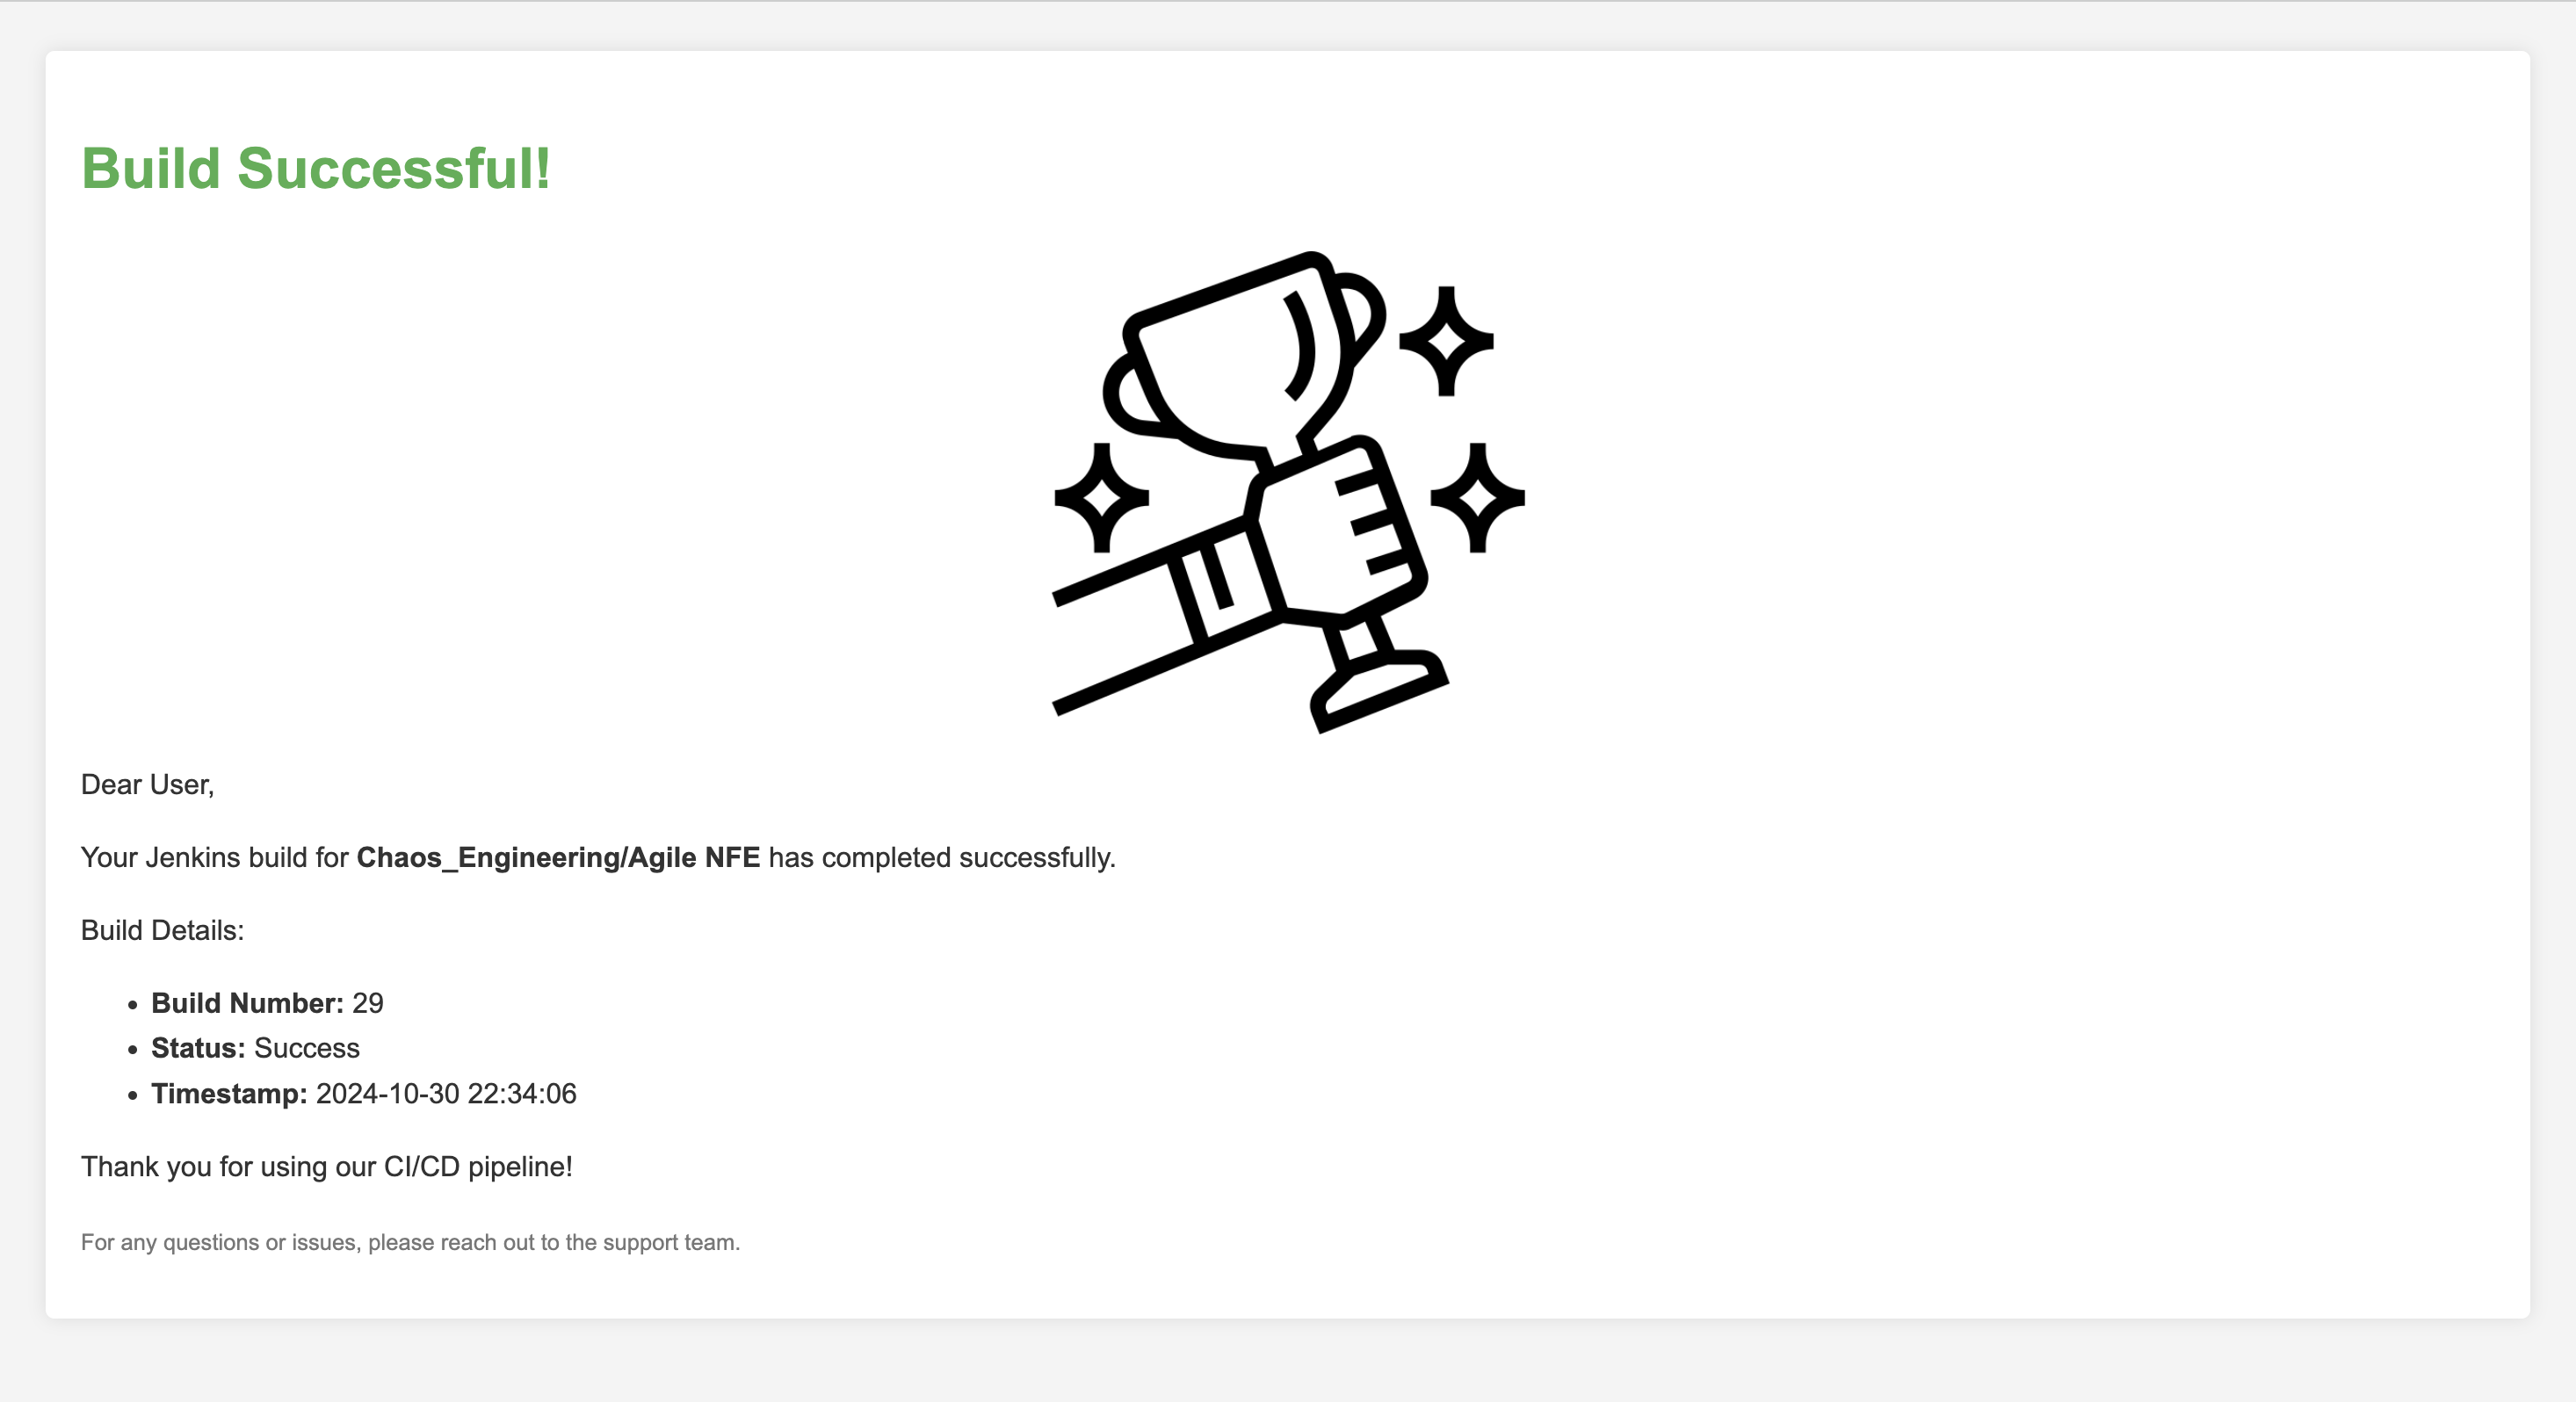 Build Successful!
Dear User,
Your Jenkins build for Chaos_Engineering/Agile NFE has completed successfully.
Build Details:
• Build Number: 29
• Status: Success
• Timestamp: 2024-10-30 22:34:06
Thank you for using our CI/CD pipeline!
For any questions or issues, please reach out to the support team.